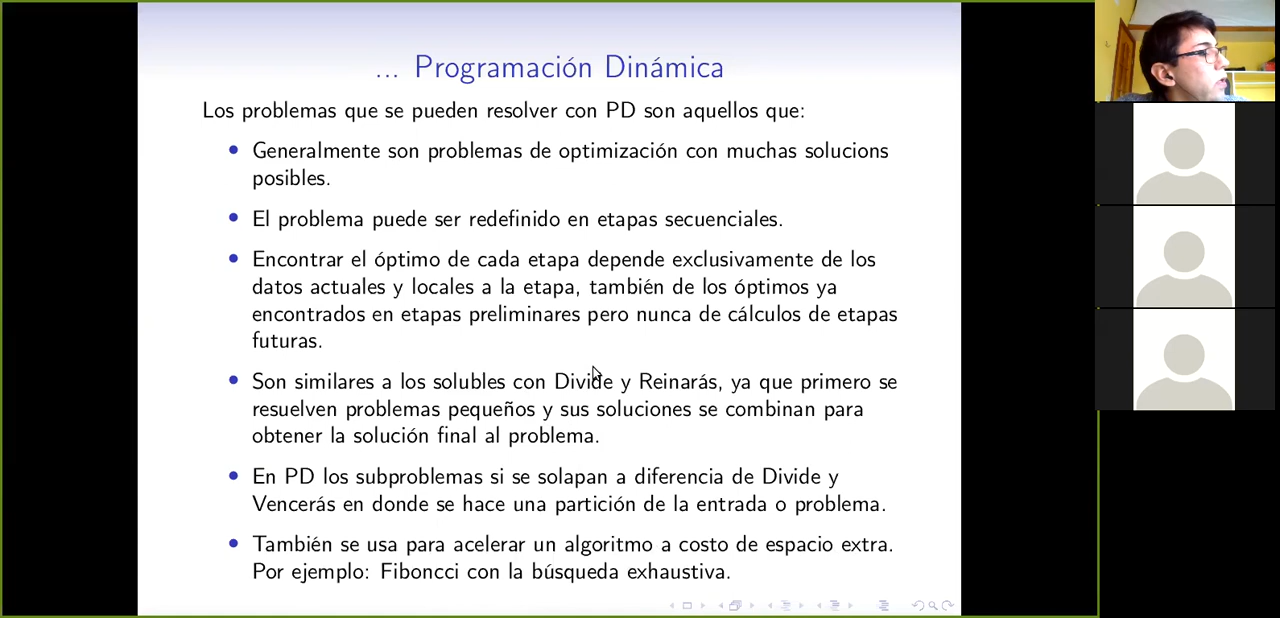 ... Programación Dinámica
Los problemas que se pueden resolver con PD son aquellos que:
• Generalmente son problemas de optimización con muchas solucions
posibles.
• El problema puede ser redefinido en etapas secuenciales.
• Encontrar el óptimo de cada etapa depende exclusivamente de los
datos actuales y locales a la etapa, también de los óptimos ya
encontrados en etapas preliminares pero nunca de cálculos de etapas
futuras.
• Son similares a los solubles con Divide y Reinarás, ya que primero se
resuelven problemas pequeños y sus soluciones se combinan para
obtener la solución final al problema.
• En PD los subproblemas si se solapan a diferencia de Divide y
Vencerás en donde se hace una partición de la entrada o problema.
• También se usa para acelerar un algoritmo a costo de espacio extra.
Por ejemplo: Fiboncci con la búsqueda exhaustiva.